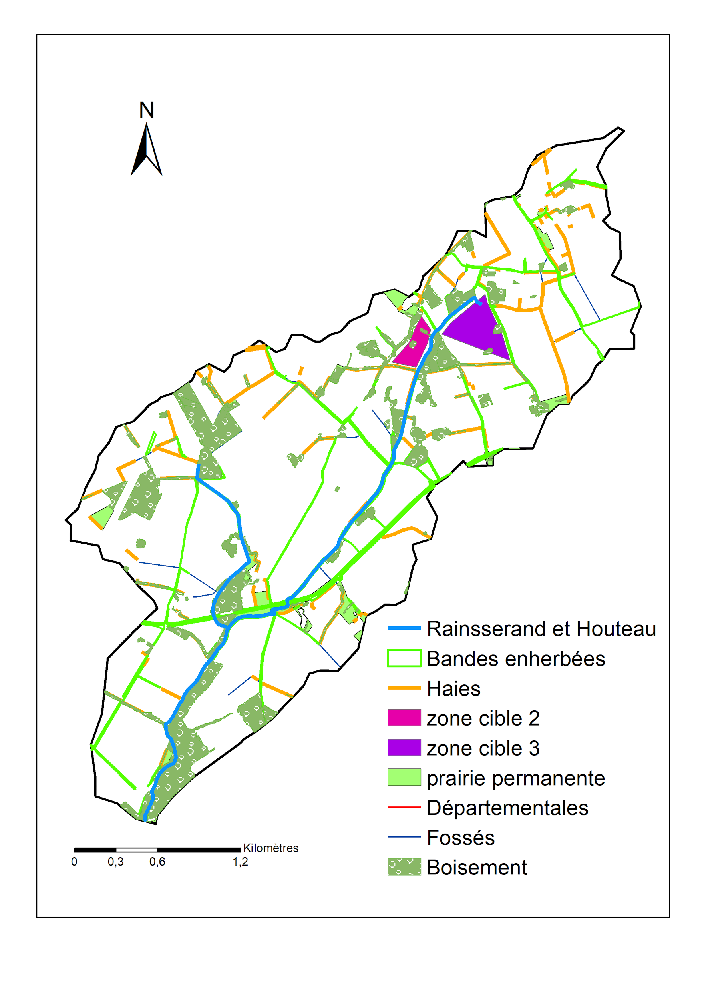 N
Rainsserand et Houteau
Bandes enherbées
Haies
zone cible 2
zone cible 3
prairie permanente
Départementales
Fossés
Boisement
Kilomètres
0 0,3 0,6 1,2